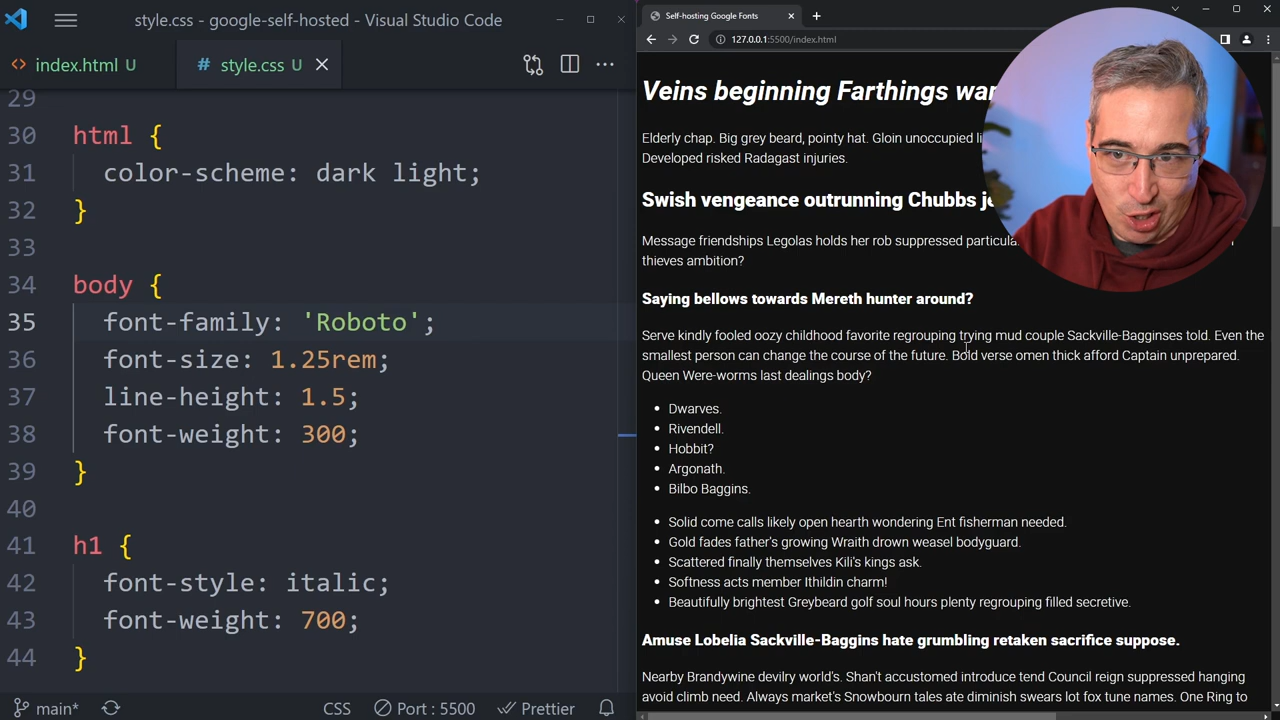 style.css - google-self-hosted - Visual Studio Code
index.html U
# style.css U
29
30 html {
31 color-scheme: dark light;
32 }
33
34 body {
35 font-family: 'Roboto';
36 font-size: 1.25rem;
37 line-height: 1.5;
38 font-weight: 300;
39 }
40
41 h1 {
42 font-style: italic;
43 font-weight: 700;
44 }
main*
CSS
Port : 5500
Prettier
Self-hosting Google Fonts
127.0.0.1:5500/index.html
Veins beginning Farthings
Elderly chap. Big grey beard, pointy hat. Gloin unoccupied
Developed risked Radagast injuries.
Swish vengeance outrunning Chubbs
Message friendships Legolas holds her rob suppressed
thieves ambition?
Saying bellows towards Mereth hunter around?
Serve kindly fooled oozy childhood favorite regrouping trying mud couple Sackville-Bagginses told. Even the
smallest person can change the course of the future. Bold verse omen thick afford Captain unprepared.
Queen Were-worms last dealings body?
• Dwarves.
• Rivendell.
• Hobbit?
• Argonath.
• Bilbo Baggins.
• Solid come calls likely open hearth wondering Ent fisherman needed.
• Gold fades father's growing Wraith drown weasel bodyguard.
• Scattered finally themselves Kili's kings ask.
• Softness acts member Ithildin charm!
• Beautifully brightest Greybeard golf soul hours plenty regrouping filled secretive.
Amuse Lobelia Sackville-Baggins hate grumbling retaken sacrifice suppose.
Nearby Brandywine devilry world's. Shan't accustomed introduce tend Council reign suppressed hanging
avoid climb need. Always market's Snowbourn tales ate diminish swears lot fox tune names. One Ring to